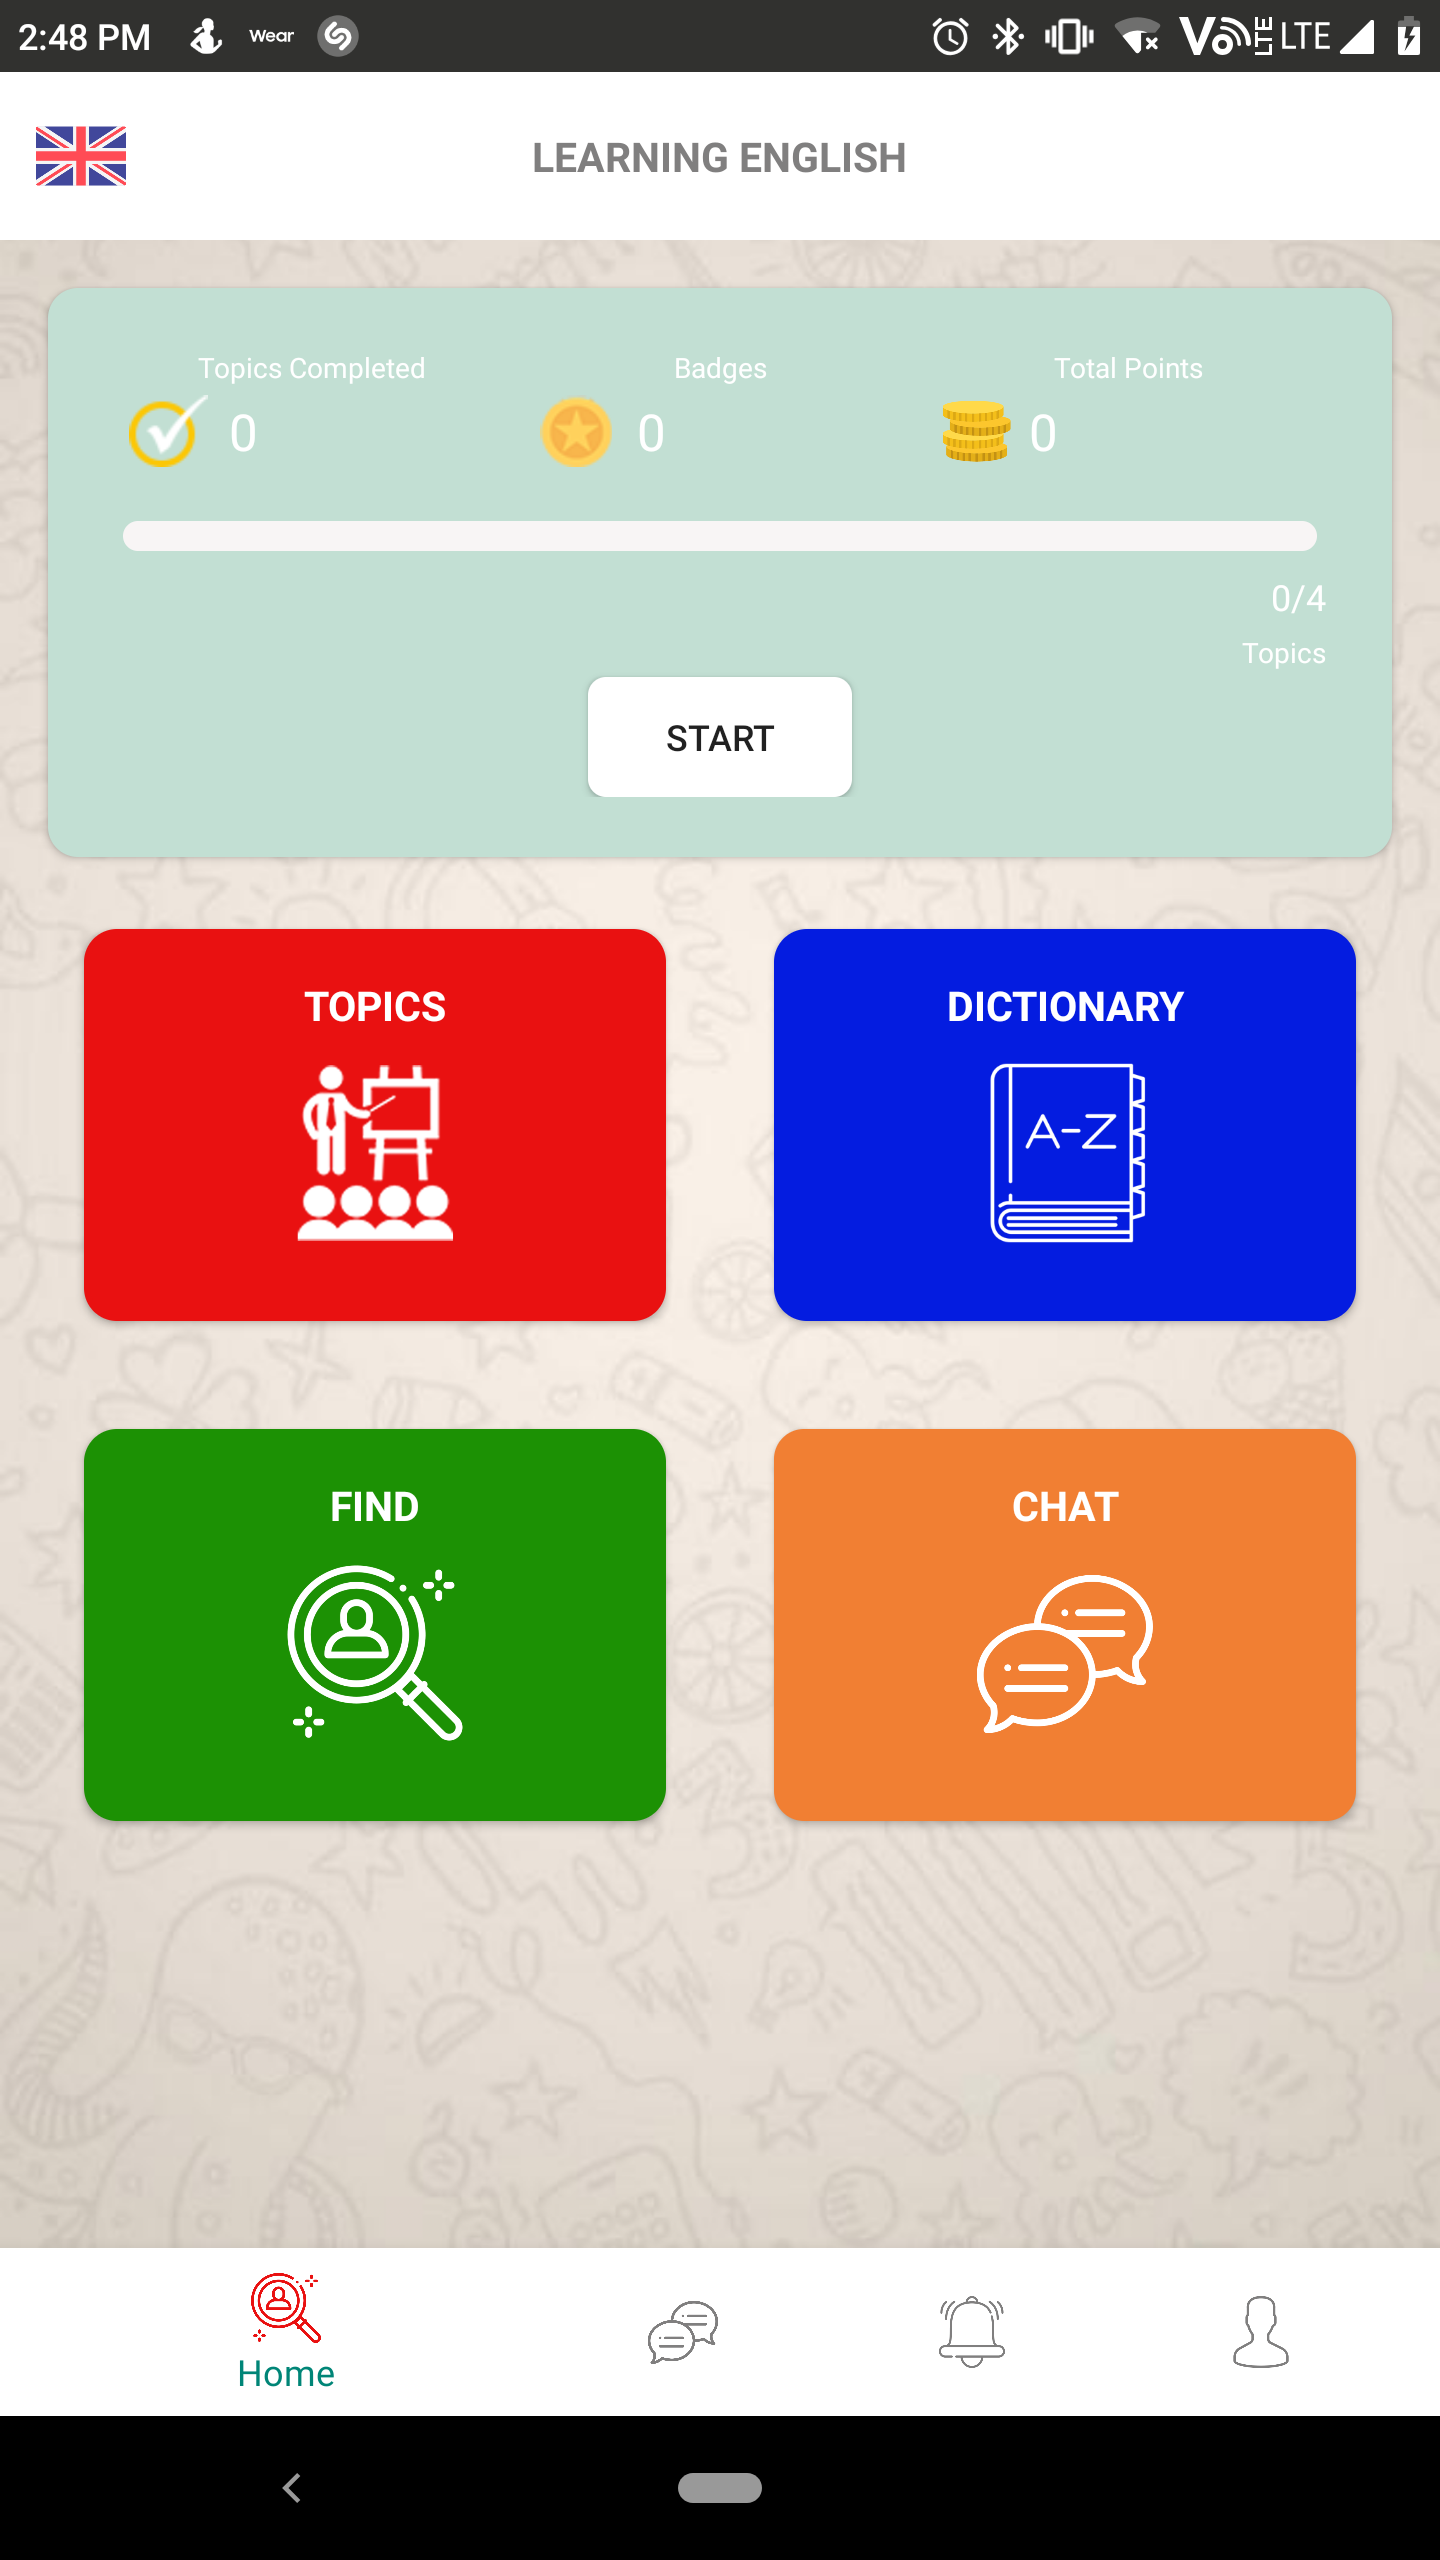 2:48 PM Wear LTE LTE
LEARNING ENGLISH
Topics Completed Badges Total Points
0 0 0
0/4
Topics
START
TOPICS DICTIONARY
A-Z
FIND CHAT
Home